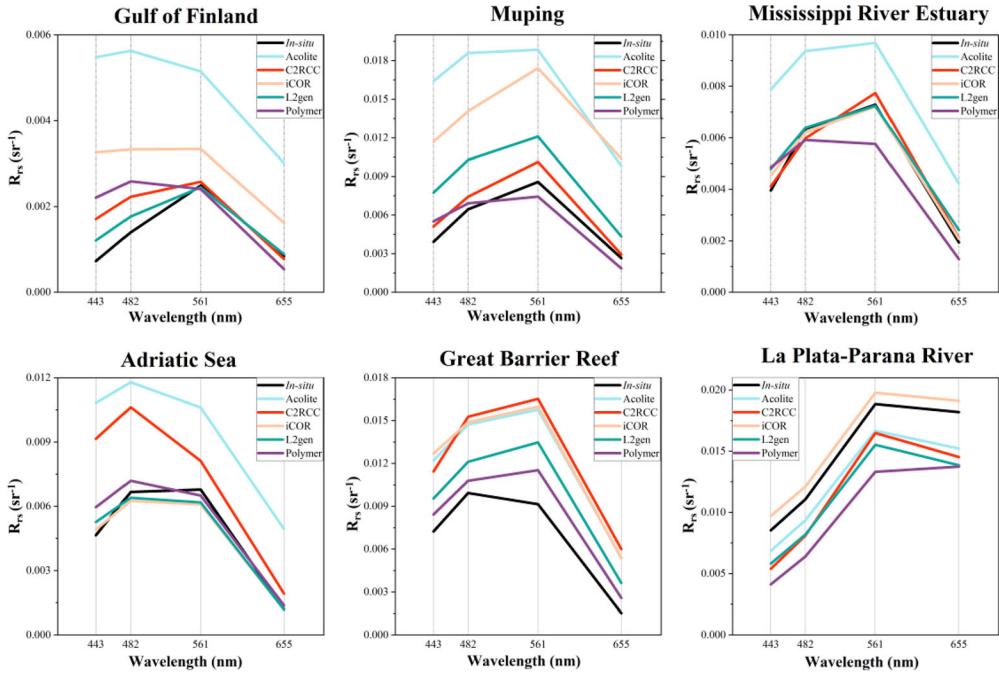 Gulf of Finland
0.006
0.004
0.002
0.000
R_rs (sr⁻¹)
In-situ
Acolite
C2RCC
iCOR
L2gen
Polymer
443 482 561 655
Wavelength (nm)
Muping
0.018
0.015
0.012
0.009
0.006
0.003
0.000
R_rs (sr⁻¹)
In-situ
Acolite
C2RCC
iCOR
L2gen
Polymer
443 482 561 655
Wavelength (nm)
Mississippi River Estuary
0.010
0.008
0.006
0.004
0.002
0.000
R_rs (sr⁻¹)
In-situ
Acolite
C2RCC
iCOR
L2gen
Polymer
443 482 561 655
Wavelength (nm)
Adriatic Sea
0.012
0.009
0.006
0.003
0.000
R_rs (sr⁻¹)
In-situ
Acolite
C2RCC
iCOR
L2gen
Polymer
443 482 561 655
Wavelength (nm)
Great Barrier Reef
0.018
0.015
0.012
0.009
0.006
0.003
0.000
R_rs (sr⁻¹)
In-situ
Acolite
C2RCC
iCOR
L2gen
Polymer
443 482 561 655
Wavelength (nm)
La Plata-Parana River
0.020
0.015
0.010
0.005
0.000
R_rs (sr⁻¹)
In-situ
Acolite
C2RCC
iCOR
L2gen
Polymer
443 482 561 655
Wavelength (nm)